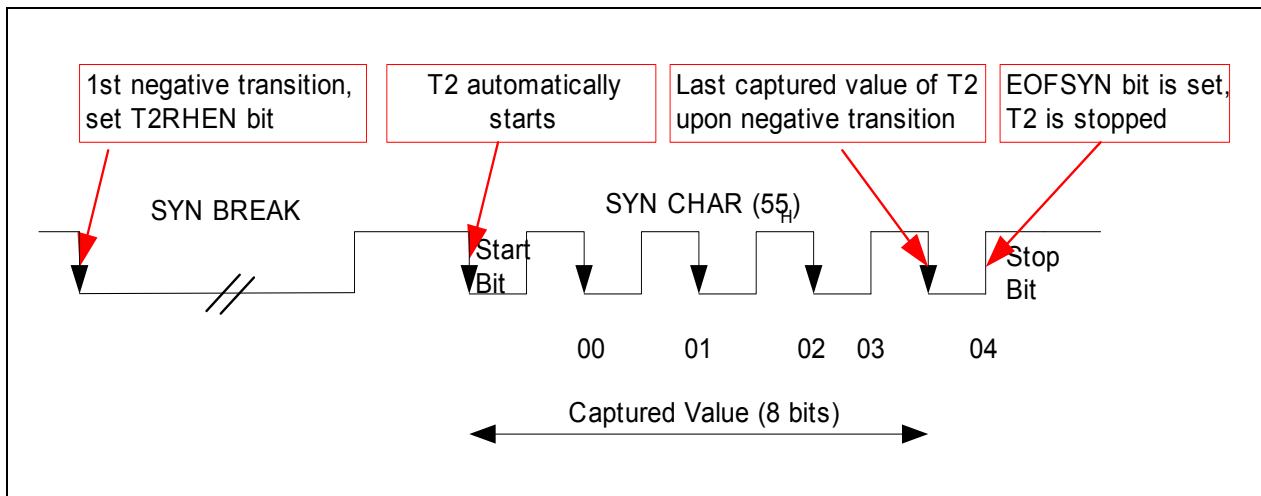 1st negative transition,
set T2RHEN bit
T2 automatically
starts
Last captured value of T2
upon negative transition
EOFSYN bit is set,
T2 is stopped
SYN BREAK
SYN CHAR (55H)
Start
Bit
Stop
Bit
00 01 02 03 04
Captured Value (8 bits)